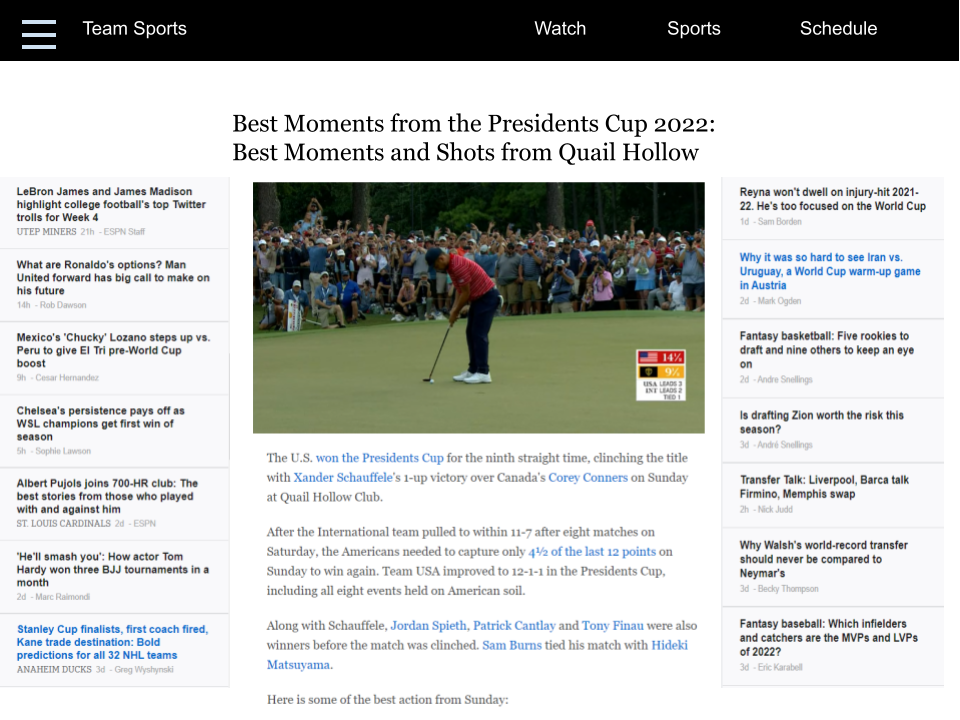 Team Sports
Watch
Sports
Schedule
Best Moments from the Presidents Cup 2022:
Best Moments and Shots from Quail Hollow
LeBron James and James Madison
highlight college football's top Twitter
trolls for Week 4
UTEP MINERS 21h - ESPN Staff
What are Ronaldo's options? Man
United forward has big call to make on
his future
14h - Rob Dawson
Mexico's 'Chucky' Lozano steps up vs.
Peru to give El Tri pre-World Cup
boost
9h - Cesar Hernandez
Chelsea's persistence pays off as
WSL champions get first win of
season
5h - Sophie Lawson
Albert Pujols joins 700-HR club: The
best stories from those who played
with and against him
ST. LOUIS CARDINALS 2d - ESPN
'He'll smash you': How actor Tom
Hardy won three BJJ tournaments in a
month
2d - Marc Raimondi
Stanley Cup finalists, first coach fired,
Kane trade destination: Bold
predictions for all 32 NHL teams
ANAHEIM DUCKS 3d - Greg Wyshynski
14½
9½
USA LEADS 3
INT LEADS 2
TIED 1
The U.S. won the Presidents Cup for the ninth straight time, clinching the title
with Xander Schauffele's 1-up victory over Canada's Corey Conners on Sunday
at Quail Hollow Club.
After the International team pulled to within 11-7 after eight matches on
Saturday, the Americans needed to capture only 4½ of the last 12 points on
Sunday to win again. Team USA improved to 12-1-1 in the Presidents Cup,
including all eight events held on American soil.
Along with Schauffele, Jordan Spieth, Patrick Cantlay and Tony Finau were also
winners before the match was clinched. Sam Burns tied his match with Hideki
Matsuyama.
Here is some of the best action from Sunday:
Reyna won't dwell on injury-hit 2021-
22. He's too focused on the World Cup
1d - Sam Borden
Why it was so hard to see Iran vs.
Uruguay, a World Cup warm-up game
in Austria
2d - Mark Ogden
Fantasy basketball: Five rookies to
draft and nine others to keep an eye
on
2d - Andre Snellings
Is drafting Zion worth the risk this
season?
3d - André Snellings
Transfer Talk: Liverpool, Barca talk
Firmino, Memphis swap
2h - Nick Judd
Why Walsh's world-record transfer
should never be compared to
Neymar's
3d - Becky Thompson
Fantasy baseball: Which infielders
and catchers are the MVPs and LVPs
of 2022?
3d - Eric Karabell